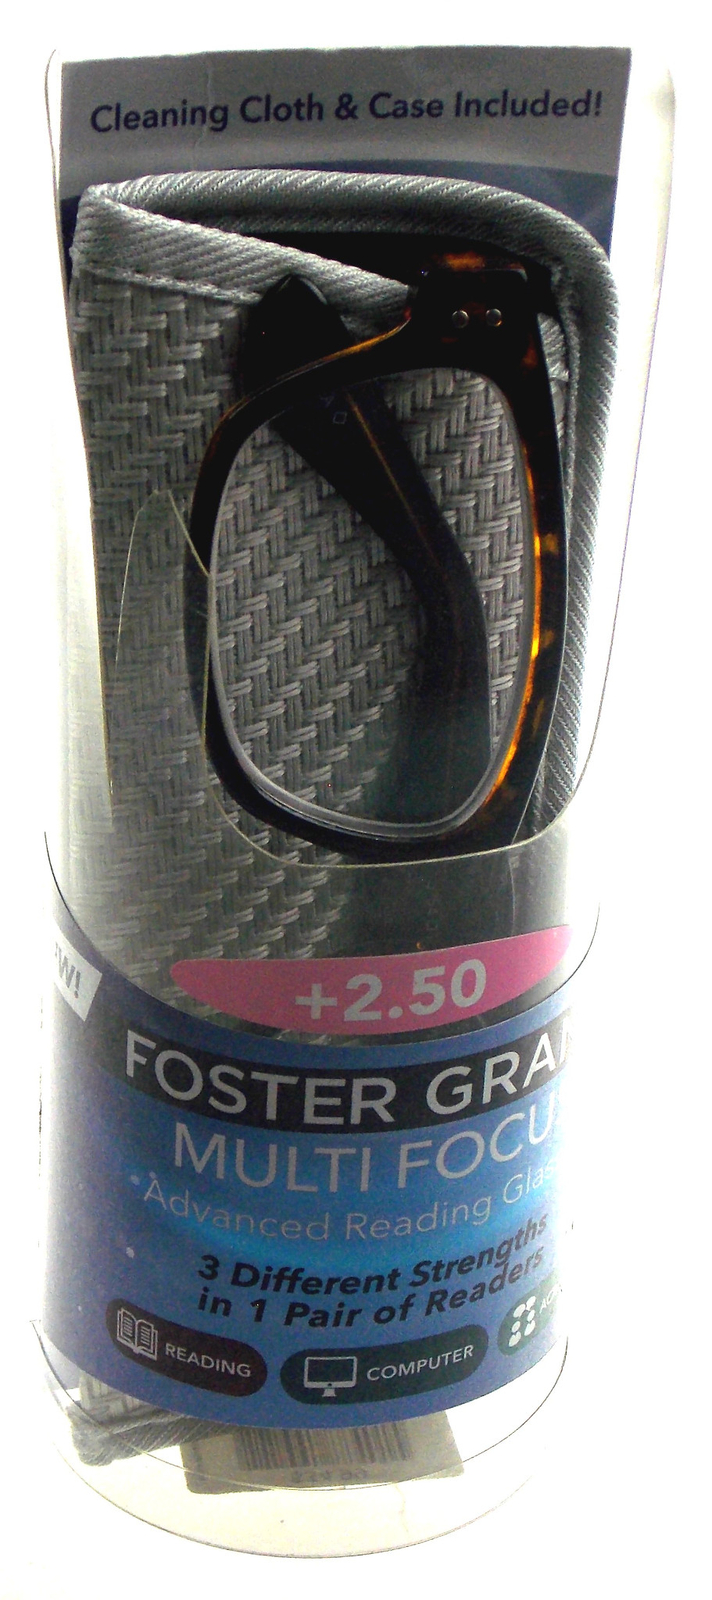 Cleaning Cloth & Case Included!
+2.50
FOSTER GRA
MULTI FOCU
Advanced Reading Glas
3 Different Strengths
in 1 Pair of Readers
READING
COMPUTER